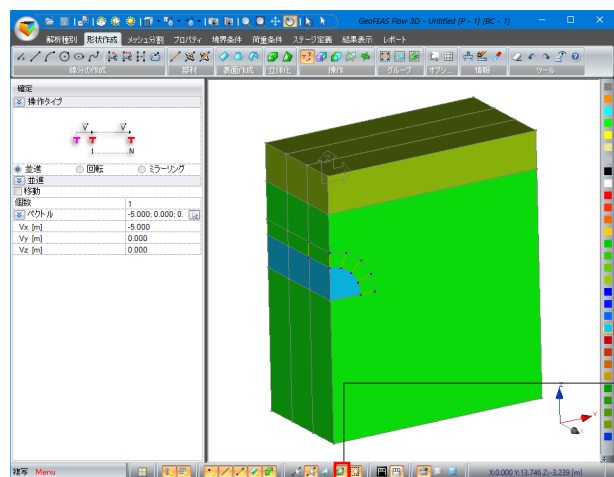 GeoFEAS Flow 3D - Untitled [P - 1] [BC - 1]
解析種別 形状作成 メッシュ分割 プロパティ 境界条件 荷重条件 ステージ定義 結果表示 レポート
線分の作成 部材 表面作成 立体化 操作 グループ オプシ... 情報 ツール
確定
操作タイプ
V V
T T T
1 N
並進 回転 ミラーリング
並進
移動
個数 1
ベクトル -5.000; 0.000; 0.
Vx [m] -5.000
Vy [m] 0.000
Vz [m] 0.000
Z
Y
X
複写 Menu X:0.000 Y:13.746 Z:-3.239 [m]